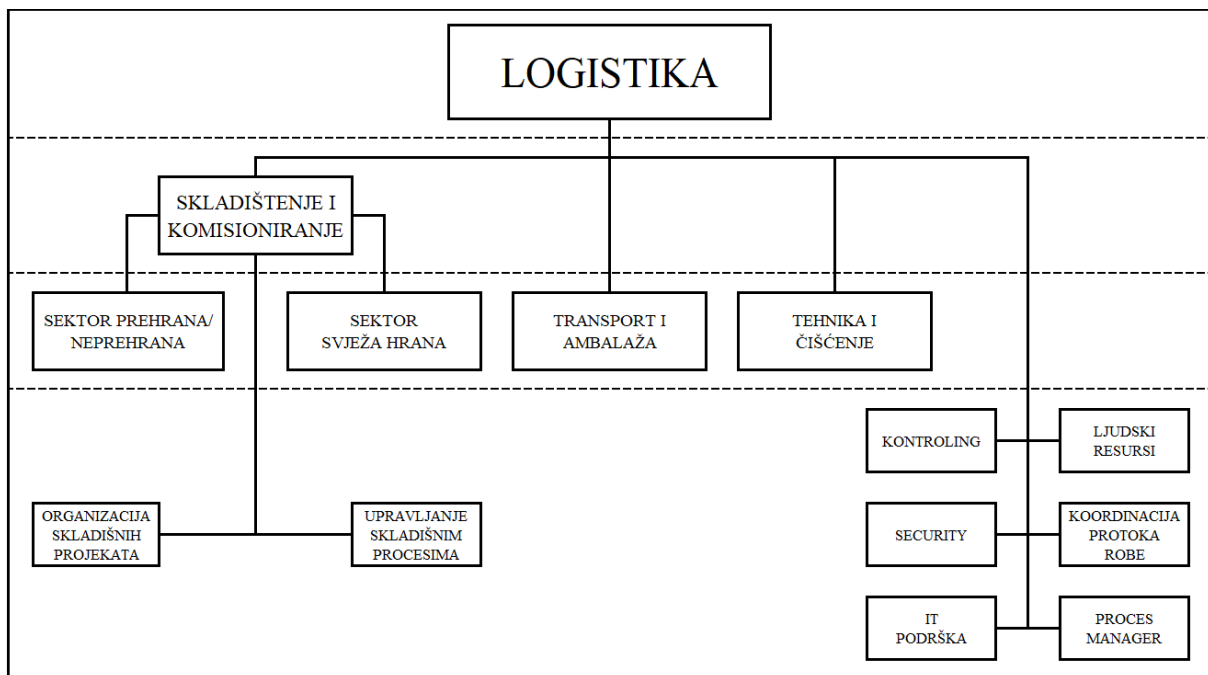 LOGISTIKA
SKLADIŠTENJE I
KOMISIONIRANJE
SEKTOR PREHRANA/
NEPREHRANA
SEKTOR
SVJEŽA HRANA
TRANSPORT I
AMBALAŽA
TEHNIKA I
ČIŠĆENJE
KONTROLING
LJUDSKI
RESURSI
ORGANIZACIJA
SKLADIŠNIH
PROJEKATA
UPRAVLJANJE
SKLADIŠNIM
PROCESIMA
SECURITY
KOORDINACIJA
PROTOKA
ROBE
IT
PODRŠKA
PROCES
MANAGER